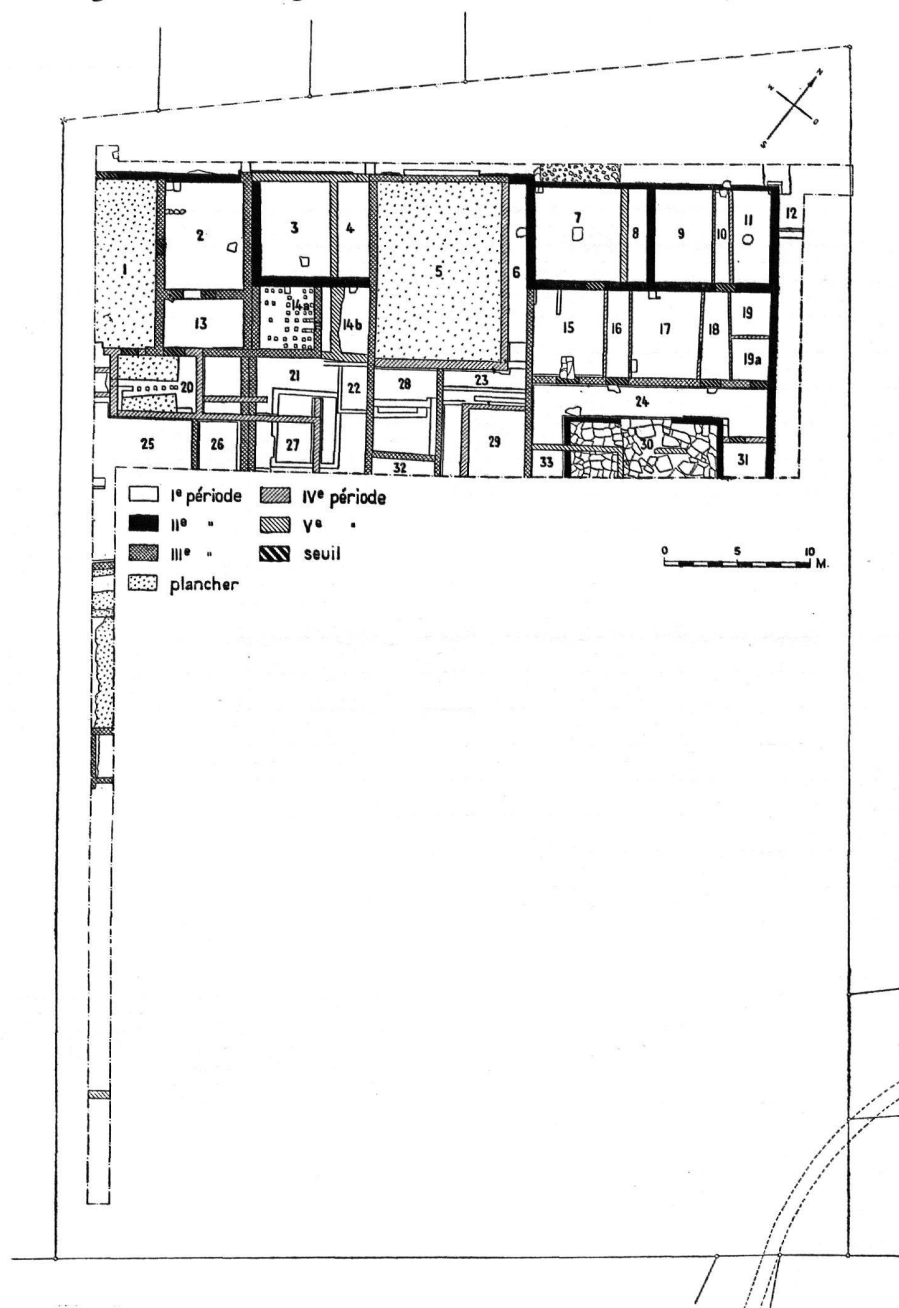 N
W
O
S
1 2 3 4 5 6 7 8 9 10 11 12
13 14a 14b 15 16 17 18 19
19a
20 21 22 28 23 24
25 26 27 32 29 33 30 31
Iᵉ période
IIᵉ "
IIIᵉ "
plancher
IVᵉ période
Vᵉ "
seuil
0 5 10
M.